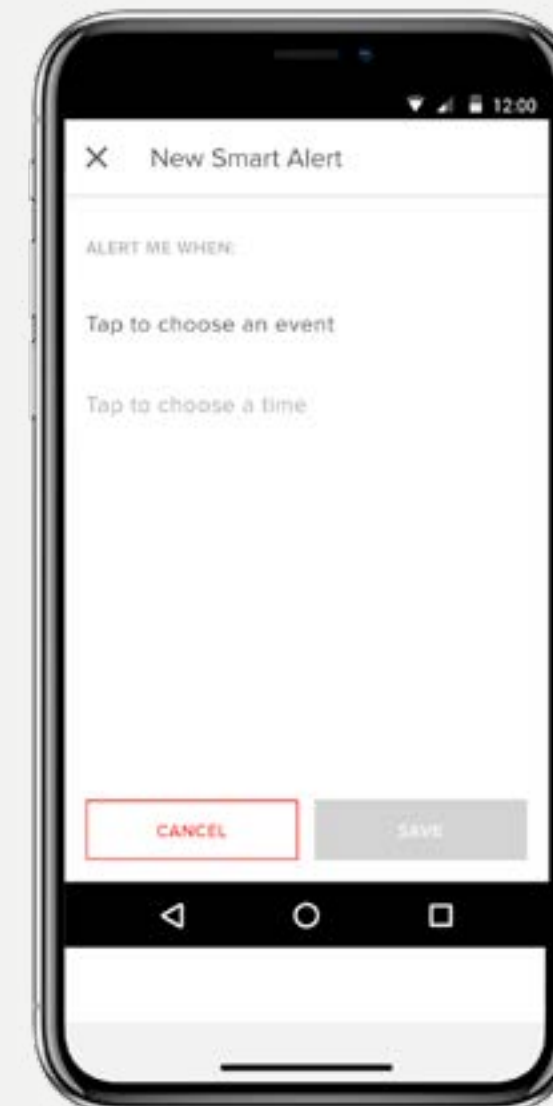 12:00
New Smart Alert
ALERT ME WHEN:
Tap to choose an event
Tap to choose a time
CANCEL
SAVE